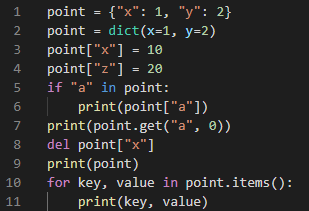 1 point = {"x": 1, "y": 2}
2 point = dict(x=1, y=2)
3 point["x"] = 10
4 point["z"] = 20
5 if "a" in point:
6     print(point["a"])
7 print(point.get("a", 0))
8 del point["x"]
9 print(point)
10 for key, value in point.items():
11     print(key, value)